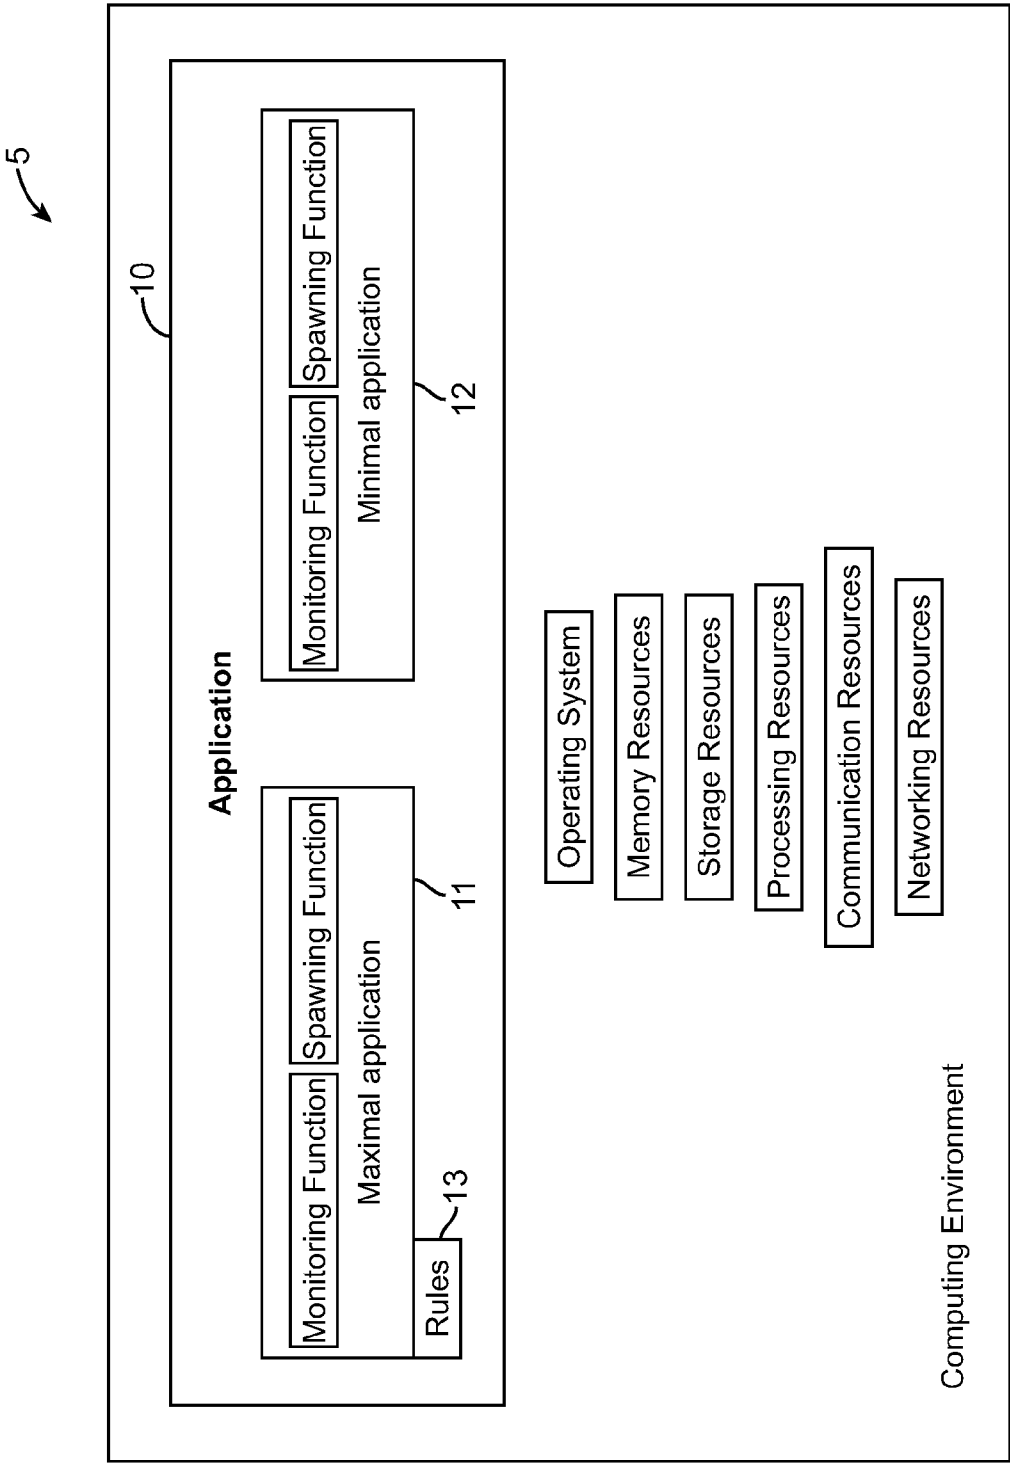 5
10
Application
Monitoring Function
Spawning Function
Maximal application
Rules
13
11
Monitoring Function
Spawning Function
Minimal application
12
Operating System
Memory Resources
Storage Resources
Processing Resources
Communication Resources
Networking Resources
Computing Environment